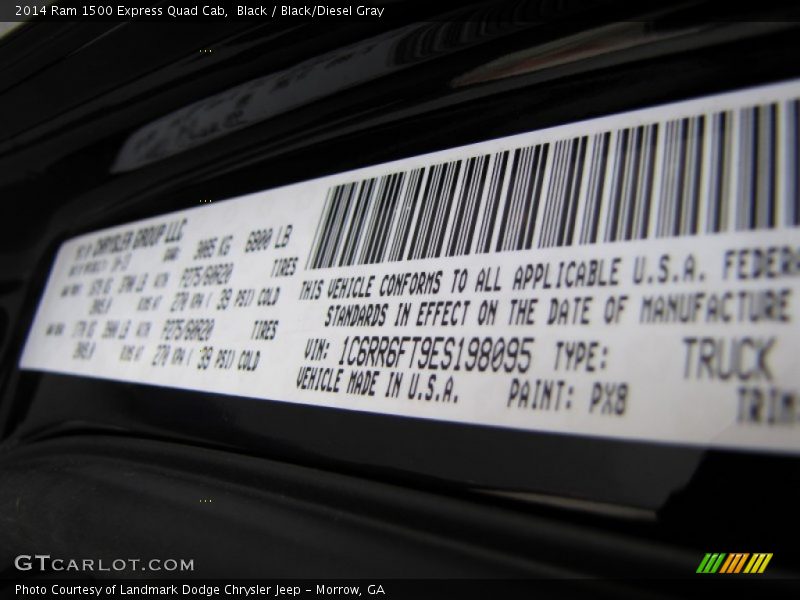 2014 Ram 1500 Express Quad Cab, Black / Black/Diesel Gray
CHRYSLER GROUP LLC
3085 KG 6800 LB
P275/60R20 TIRES
270 KPA ( 39 PSI) COLD
P275/60R20 TIRES
270 KPA ( 39 PSI) COLD
THIS VEHICLE CONFORMS TO ALL APPLICABLE U.S.A. FEDERA
STANDARDS IN EFFECT ON THE DATE OF MANUFACTURE
VIN: 1C6RR6FT9ES198095 TYPE: TRUCK
VEHICLE MADE IN U.S.A. PAINT: PX8 TRIM:
GTCARLOT.COM
Photo Courtesy of Landmark Dodge Chrysler Jeep - Morrow, GA